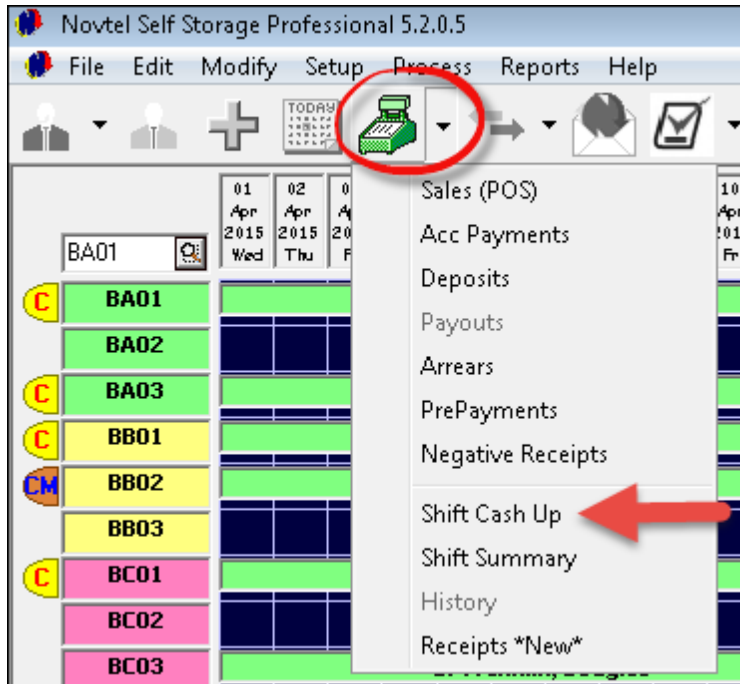 Novtel Self Storage Professional 5.2.0.5
File Edit Modify Setup Process Reports Help
TODAY
01 Apr 2015 Wed
02 Apr 2015 Thu
BA01
Sales (POS)
Acc Payments
Deposits
Payouts
Arrears
PrePayments
Negative Receipts
Shift Cash Up
Shift Summary
History
Receipts *New*
C BA01
BA02
C BA03
C BB01
CM BB02
BB03
C BC01
BC02
BC03